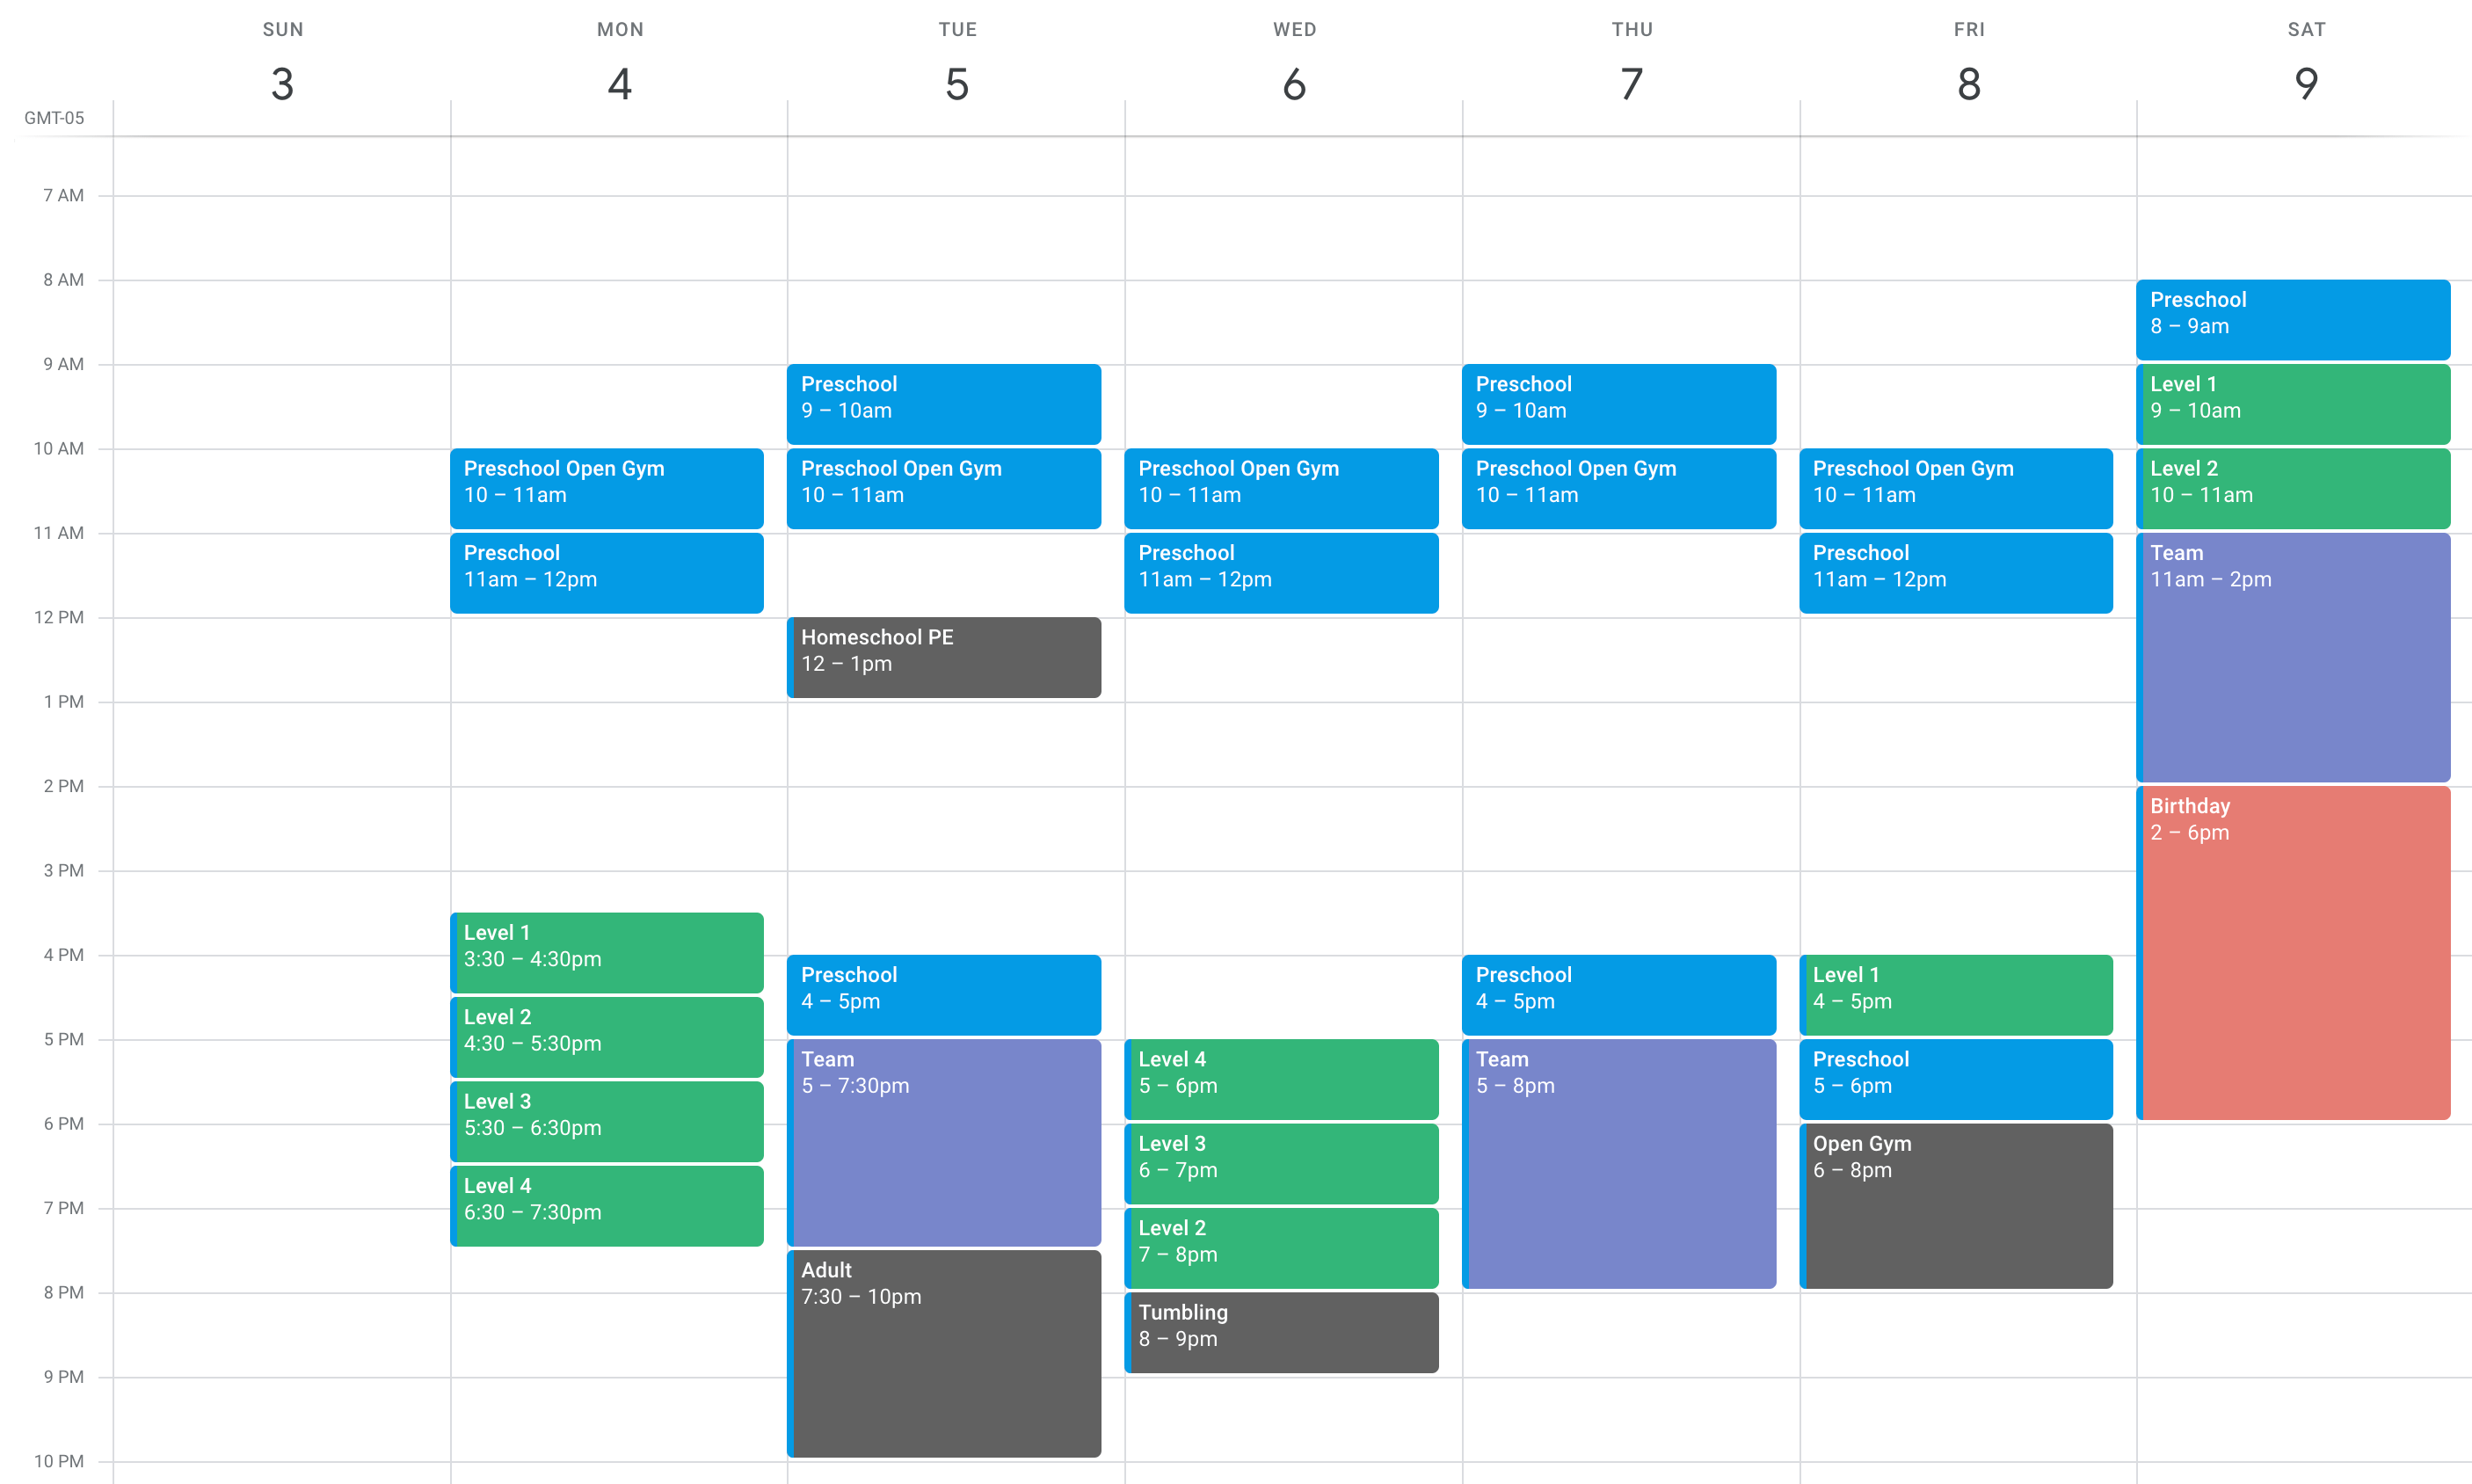 SUN MON TUE WED THU FRI SAT
3 4 5 6 7 8 9
GMT-05
7 AM
8 AM
Preschool
8 – 9am
9 AM
Preschool
9 – 10am
Preschool
9 – 10am
Level 1
9 – 10am
10 AM
Preschool Open Gym
10 – 11am
Preschool Open Gym
10 – 11am
Preschool Open Gym
10 – 11am
Preschool Open Gym
10 – 11am
Preschool Open Gym
10 – 11am
Level 2
10 – 11am
11 AM
Preschool
11am – 12pm
Preschool
11am – 12pm
Preschool
11am – 12pm
Team
11am – 2pm
12 PM
Homeschool PE
12 – 1pm
1 PM
2 PM
Birthday
2 – 6pm
3 PM
Level 1
3:30 – 4:30pm
4 PM
Preschool
4 – 5pm
Preschool
4 – 5pm
Level 1
4 – 5pm
Level 2
4:30 – 5:30pm
5 PM
Team
5 – 7:30pm
Level 4
5 – 6pm
Team
5 – 8pm
Preschool
5 – 6pm
Level 3
5:30 – 6:30pm
6 PM
Level 3
6 – 7pm
Open Gym
6 – 8pm
Level 4
6:30 – 7:30pm
7 PM
Level 2
7 – 8pm
Adult
7:30 – 10pm
8 PM
Tumbling
8 – 9pm
9 PM
10 PM